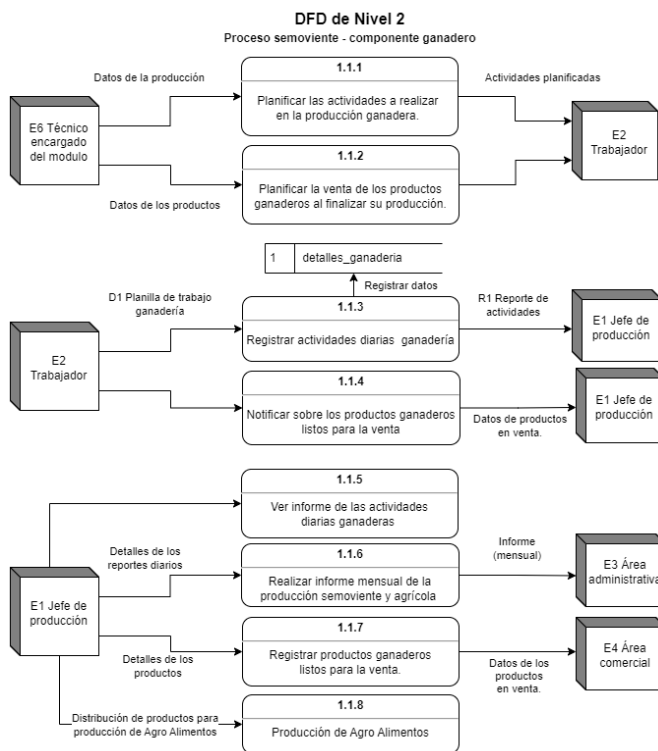 DFD de Nivel 2
Proceso semoviente - componente ganadero
1.1.1
Datos de la producción
Actividades planificadas
Planificar las actividades a realizar
en la producción ganadera.
E6 Técnico
encargado
del modulo
E2
Trabajador
1.1.2
Planificar la venta de los productos
ganaderos al finalizar su producción.
Datos de los productos
1
detalles_ganaderia
Registrar datos
D1 Planilla de trabajo
ganadería
1.1.3
R1 Reporte de
actividades
Registrar actividades diarias ganadería
E1 Jefe de
producción
E2
Trabajador
1.1.4
Notificar sobre los productos ganaderos
listos para la venta
Datos de productos
en venta.
E1 Jefe de
producción
1.1.5
Ver informe de las actividades
diarias ganaderas
Detalles de los
reportes diarios
1.1.6
Informe
(mensual)
Realizar informe mensual de la
producción semoviente y agrícola
E3 Área
administrativa
E1 Jefe de
producción
1.1.7
Registrar productos ganaderos
listos para la venta.
Detalles de los
productos
Datos de los
productos
en venta.
E4 Área
comercial
1.1.8
Distribución de productos para
producción de Agro Alimentos
Producción de Agro Alimentos